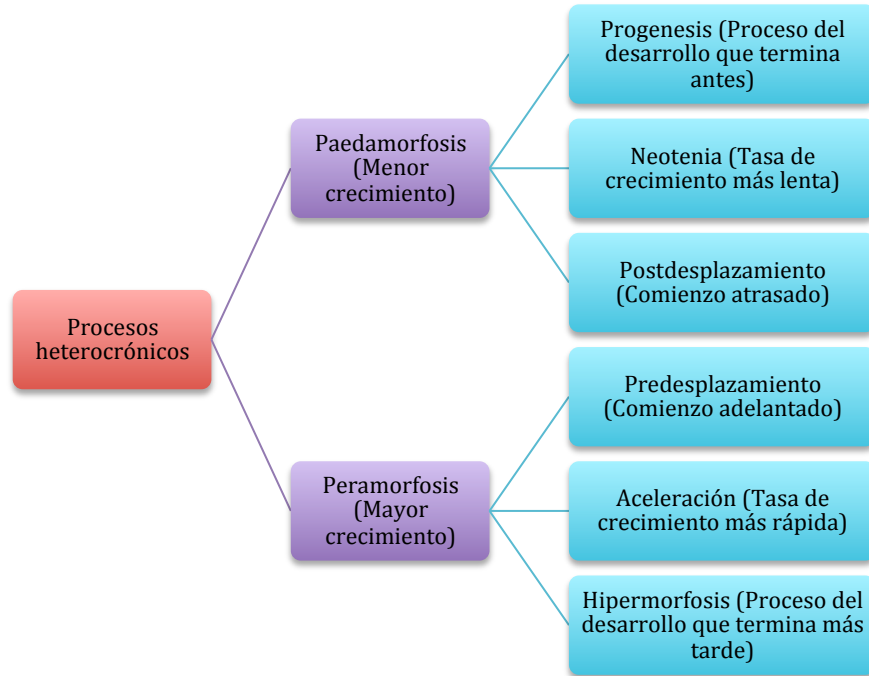 Procesos
heterocrónicos
Paedamorfosis
(Menor
crecimiento)
Progenesis (Proceso del
desarrollo que termina
antes)
Neotenia (Tasa de
crecimiento más lenta)
Postdesplazamiento
(Comienzo atrasado)
Peramorfosis
(Mayor
crecimiento)
Predesplazamiento
(Comienzo adelantado)
Aceleración (Tasa de
crecimiento más rápida)
Hipermorfosis (Proceso del
desarrollo que termina más
tarde)